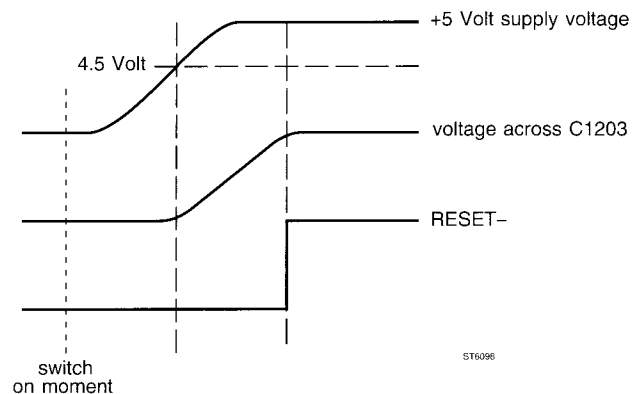 +5 Volt supply voltage
4.5 Volt
voltage across C1203
RESET–
ST6098
switch
on moment